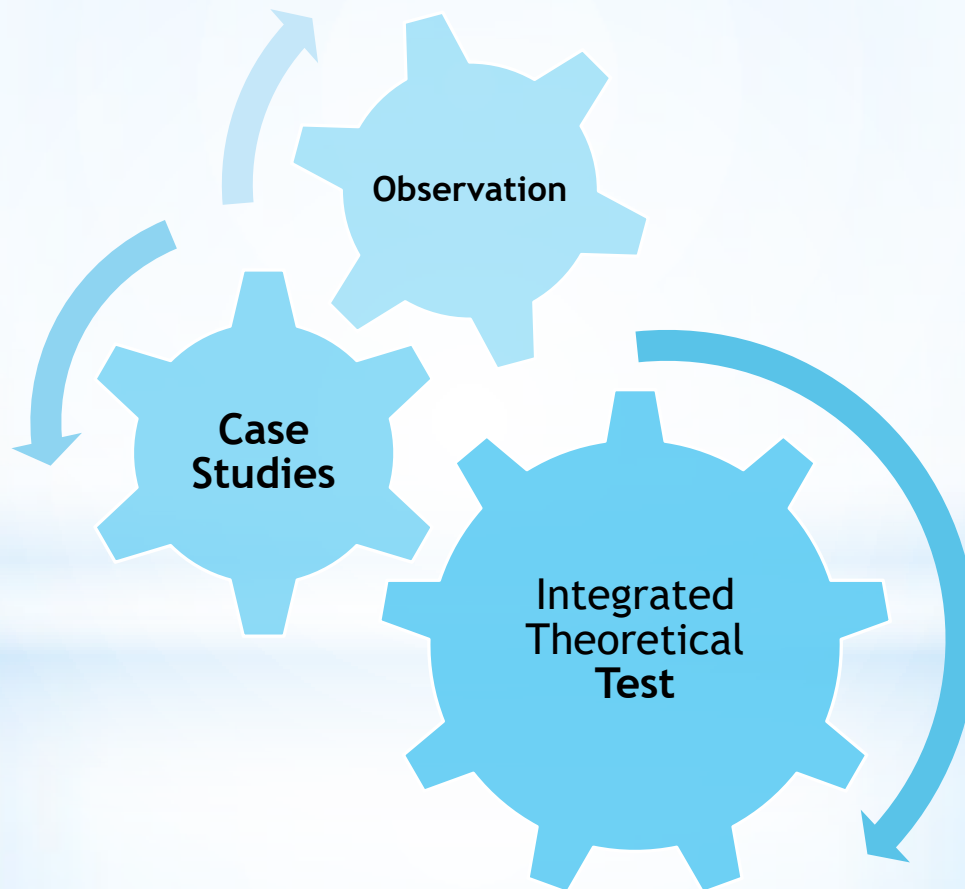 Observation
Case
Studies
Integrated
Theoretical
Test